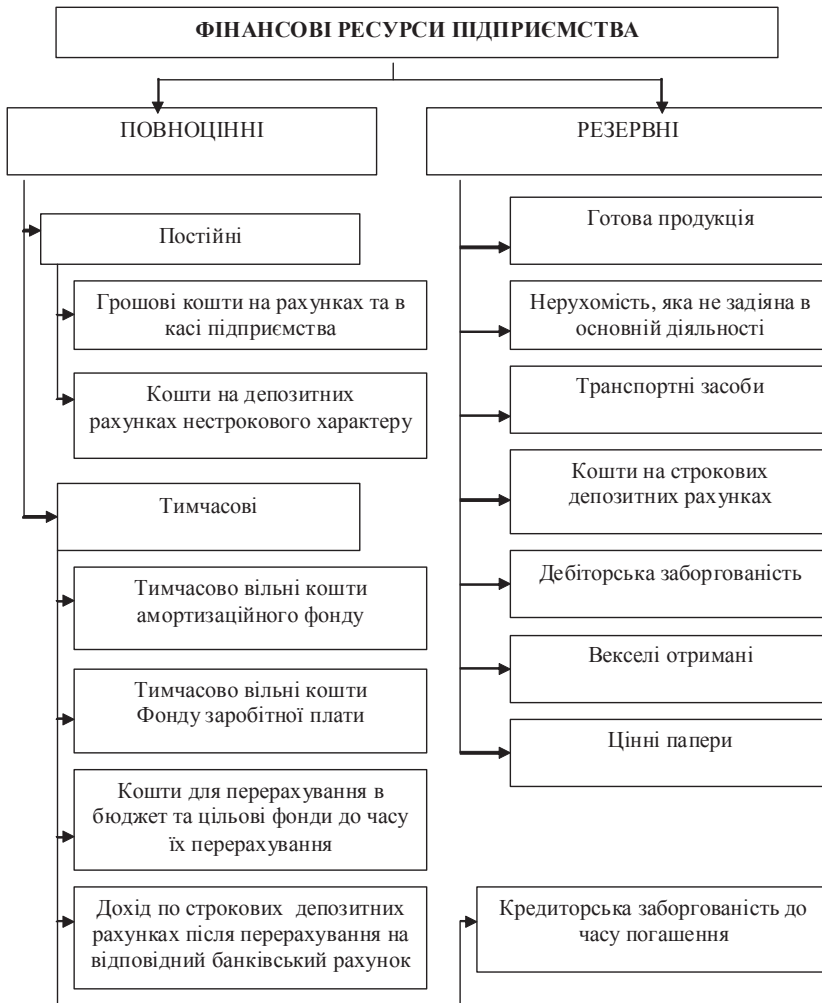 ФІНАНСОВІ РЕСУРСИ ПІДПРИЄМСТВА
ПОВНОЦІННІ
Постійні
Грошові кошти на рахунках та в
касі підприємства
Кошти на депозитних
рахунках нестрокового характеру
Тимчасові
Тимчасово вільні кошти
амортизаційного фонду
Тимчасово вільні кошти
Фонду заробітної плати
Кошти для перерахування в
бюджет та цільові фонди до часу
їх перерахування
Дохід по строкових депозитних
рахунках після перерахування на
відповідний банківський рахунок
РЕЗЕРВНІ
Готова продукція
Нерухомість, яка не задіяна в
основній діяльності
Транспортні засоби
Кошти на строкових
депозитних рахунках
Дебіторська заборгованість
Векселі отримані
Цінні папери
Кредиторська заборгованість до
часу погашення